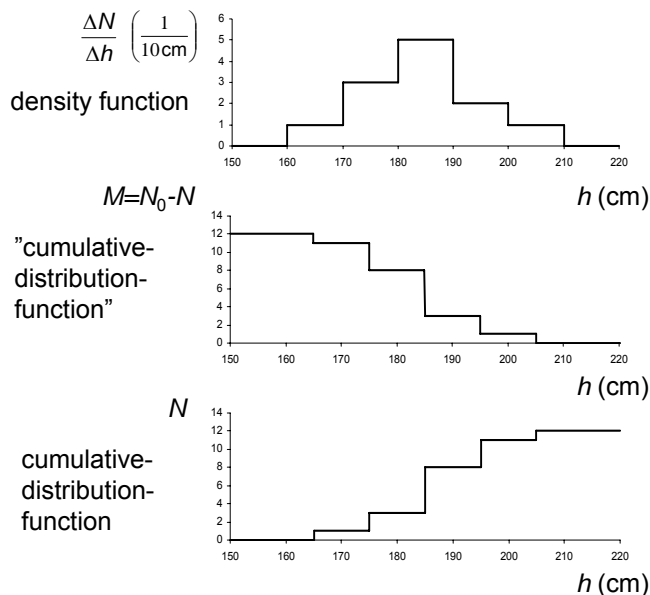 ΔN/Δh (1/10 cm)
density function
6
5
4
3
2
1
0
150 160 170 180 190 200 210 220
h (cm)
M=N₀-N
”cumulative-
distribution-
function”
14
12
10
8
6
4
2
0
150 160 170 180 190 200 210 220
h (cm)
N
cumulative-
distribution-
function
14
12
10
8
6
4
2
0
150 160 170 180 190 200 210 220
h (cm)